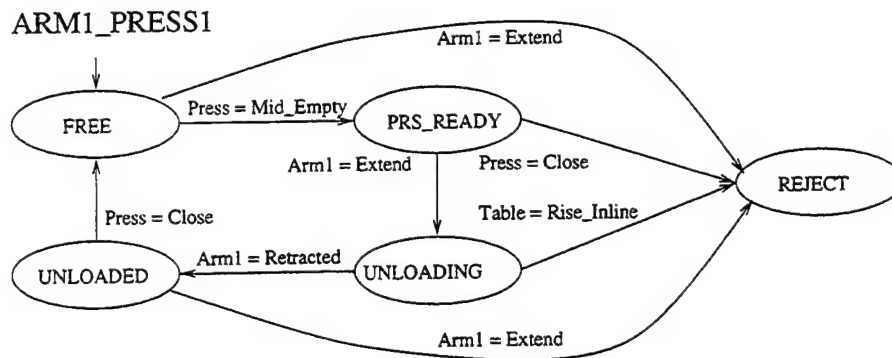 ARM1_PRESS1
Arm1 = Extend
Press = Mid_Empty
FREE
PRS_READY
Arm1 = Extend
Press = Close
REJECT
Press = Close
Table = Rise_Inline
Arm1 = Retracted
UNLOADED
UNLOADING
Arm1 = Extend